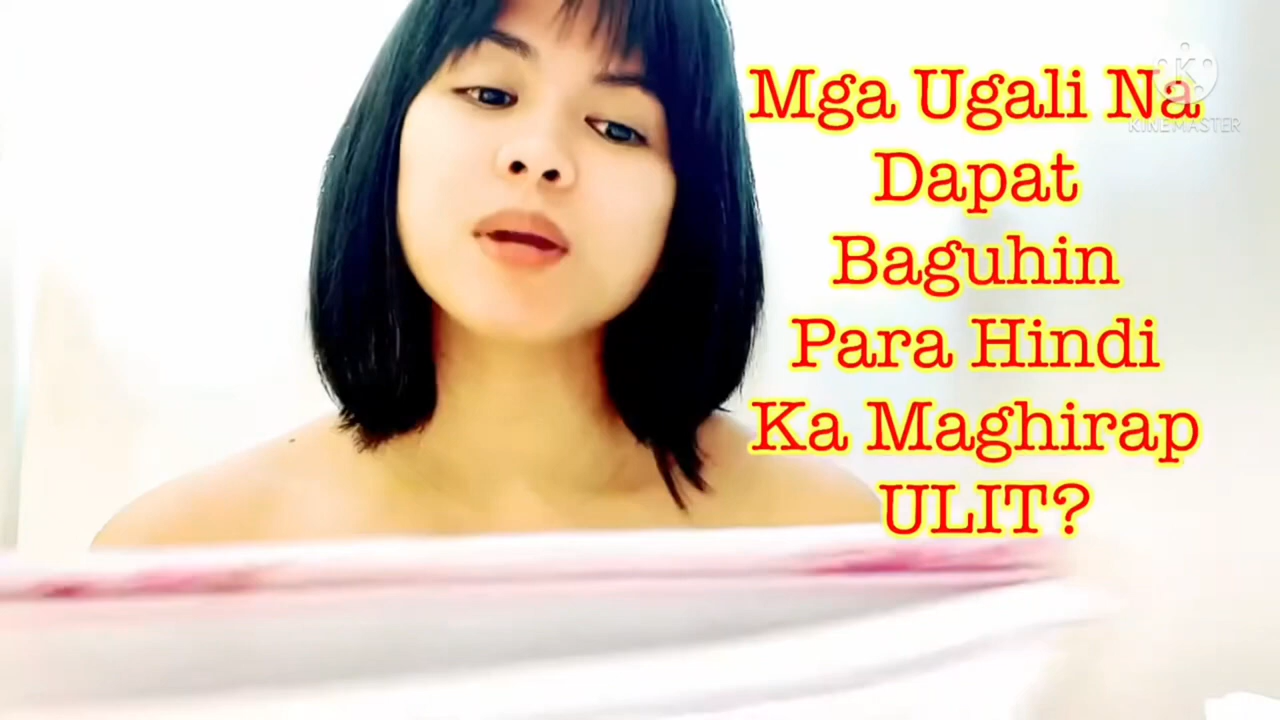 Mga Ugali Na
KINEMASTER
Dapat
Baguhin
Para Hindi
Ka Maghirap
ULIT?